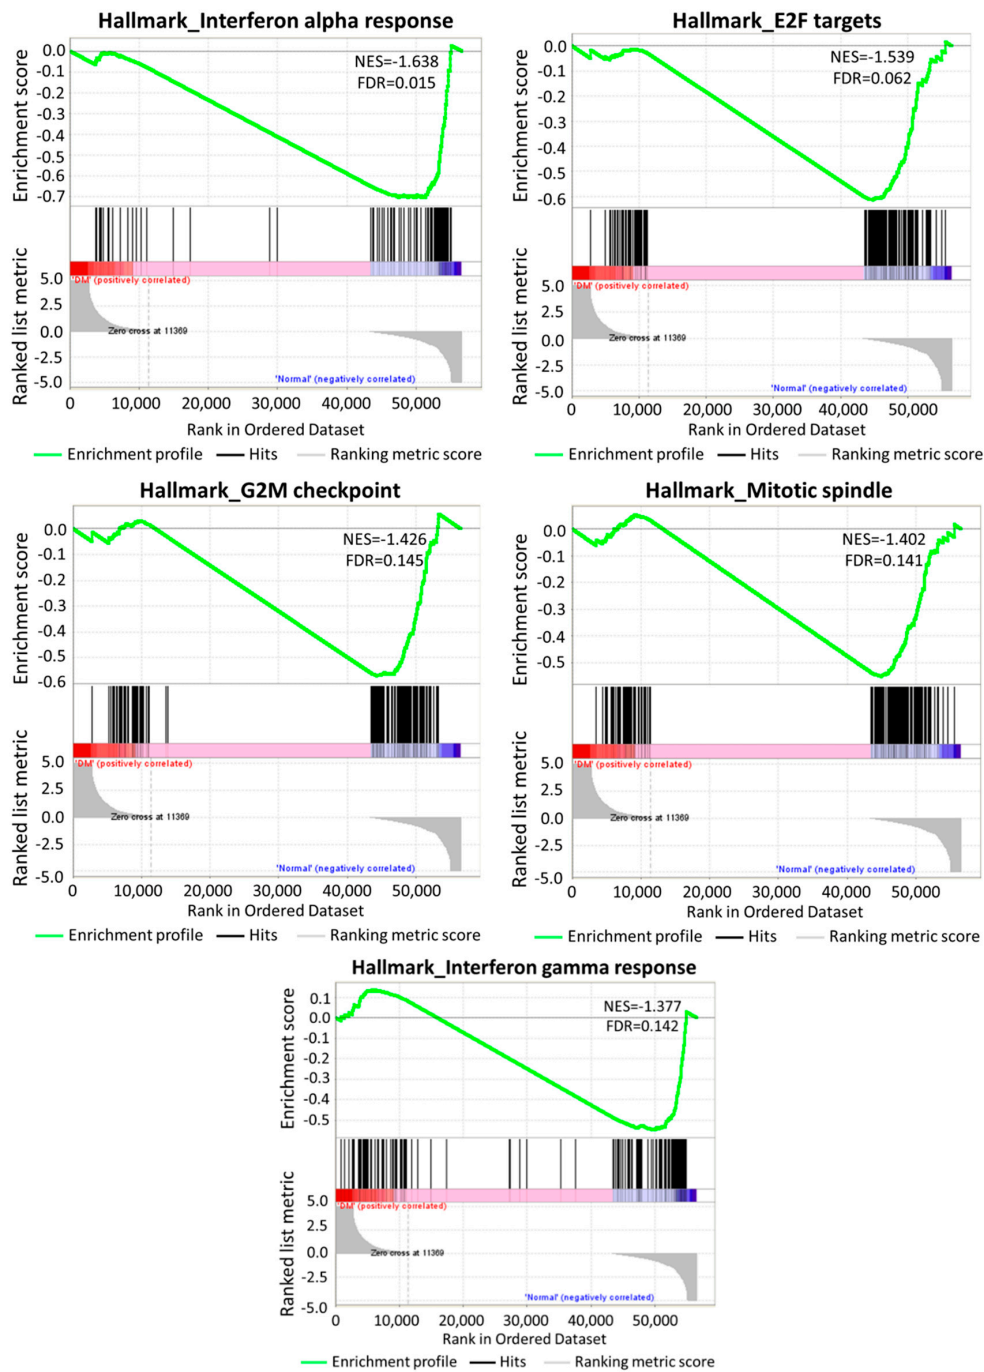 Hallmark_Interferon alpha response
Enrichment score
0.0
-0.1
-0.2
-0.3
-0.4
-0.5
-0.6
-0.7
NES=-1.638
FDR=0.015
Ranked list metric
5.0
2.5
0.0
-2.5
-5.0
'DM' (positively correlated)
Zero cross at 11369
'Normal' (negatively correlated)
0 10,000 20,000 30,000 40,000 50,000
Rank in Ordered Dataset
Enrichment profile Hits Ranking metric score
Hallmark_E2F targets
Enrichment score
0.0
-0.1
-0.2
-0.3
-0.4
-0.5
-0.6
NES=-1.539
FDR=0.062
Ranked list metric
5.0
2.5
0.0
-2.5
-5.0
'DM' (positively correlated)
Zero cross at 11369
'Normal' (negatively correlated)
0 10,000 20,000 30,000 40,000 50,000
Rank in Ordered Dataset
Enrichment profile Hits Ranking metric score
Hallmark_G2M checkpoint
Enrichment score
0.0
-0.1
-0.2
-0.3
-0.4
-0.5
-0.6
NES=-1.426
FDR=0.145
Ranked list metric
5.0
2.5
0.0
-2.5
-5.0
'DM' (positively correlated)
Zero cross at 11369
'Normal' (negatively correlated)
0 10,000 20,000 30,000 40,000 50,000
Rank in Ordered Dataset
Enrichment profile Hits Ranking metric score
Hallmark_Mitotic spindle
Enrichment score
0.0
-0.1
-0.2
-0.3
-0.4
-0.5
NES=-1.402
FDR=0.141
Ranked list metric
5.0
2.5
0.0
-2.5
-5.0
'DM' (positively correlated)
Zero cross at 11369
'Normal' (negatively correlated)
0 10,000 20,000 30,000 40,000 50,000
Rank in Ordered Dataset
Enrichment profile Hits Ranking metric score
Hallmark_Interferon gamma response
Enrichment score
0.1
0.0
-0.1
-0.2
-0.3
-0.4
-0.5
NES=-1.377
FDR=0.142
Ranked list metric
5.0
2.5
0.0
-2.5
-5.0
'DM' (positively correlated)
Zero cross at 11369
'Normal' (negatively correlated)
0 10,000 20,000 30,000 40,000 50,000
Rank in Ordered Dataset
Enrichment profile Hits Ranking metric score